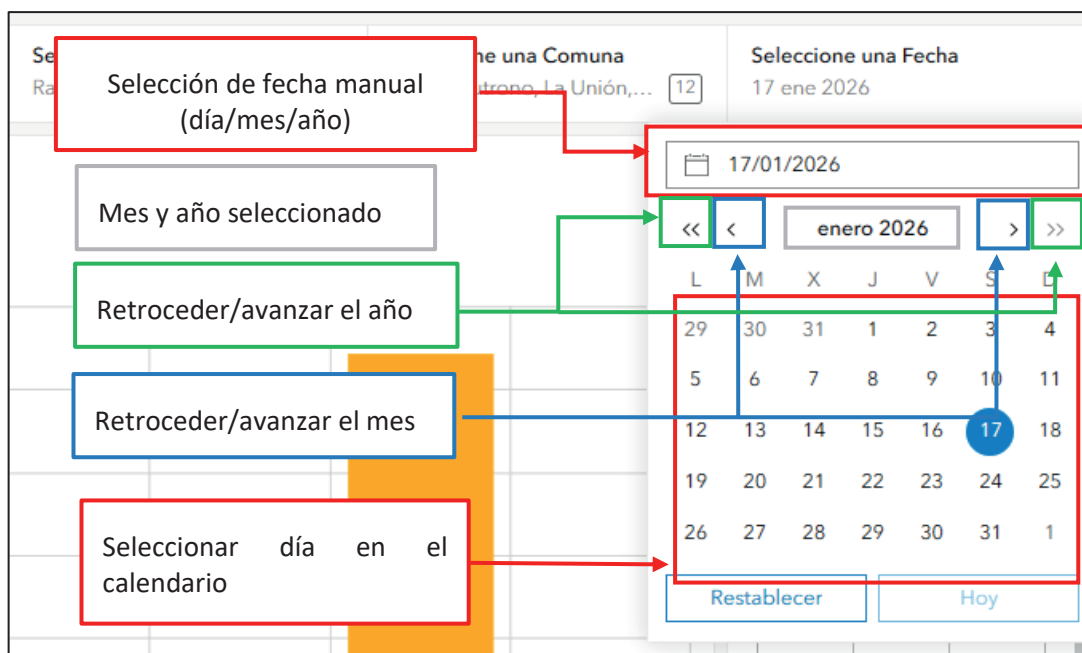 ne una Comuna
Seleccione una Fecha
La Unión,...
12
17 ene 2026
Selección de fecha manual
(día/mes/año)
17/01/2026
Mes y año seleccionado
<< < enero 2026 > >>
L M X J V S D
Retroceder/avanzar el año
29 30 31 1 2 3 4
5 6 7 8 9 10 11
Retroceder/avanzar el mes
12 13 14 15 16 17 18
19 20 21 22 23 24 25
Seleccionar día en el
calendario
26 27 28 29 30 31 1
Restablecer
Hoy